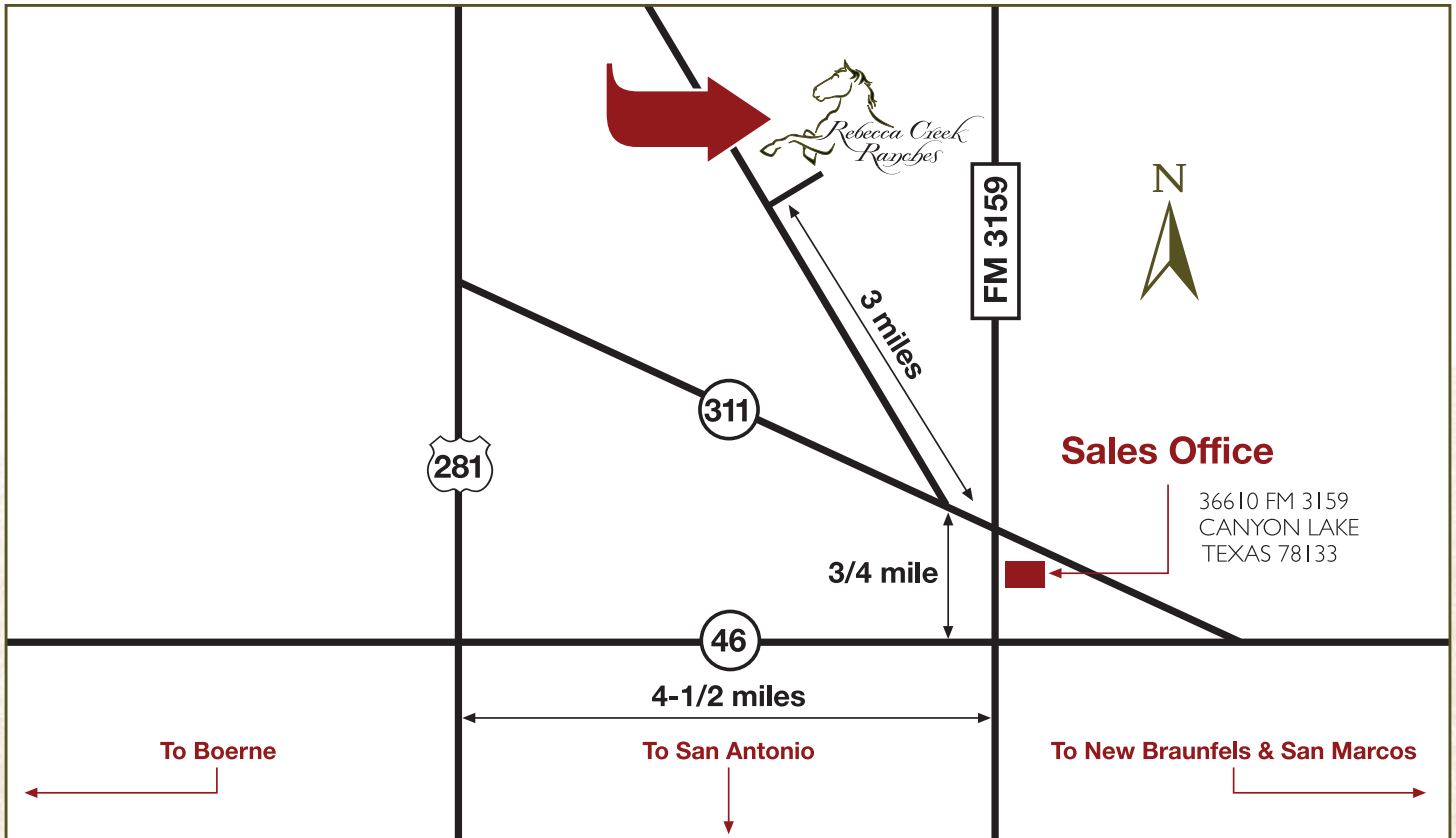 Rebecca Creek
Ranches
FM 3159
N
3 miles
311
281
Sales Office
36610 FM 3159
CANYON LAKE
TEXAS 78133
3/4 mile
46
4-1/2 miles
To Boerne
To San Antonio
To New Braunfels & San Marcos